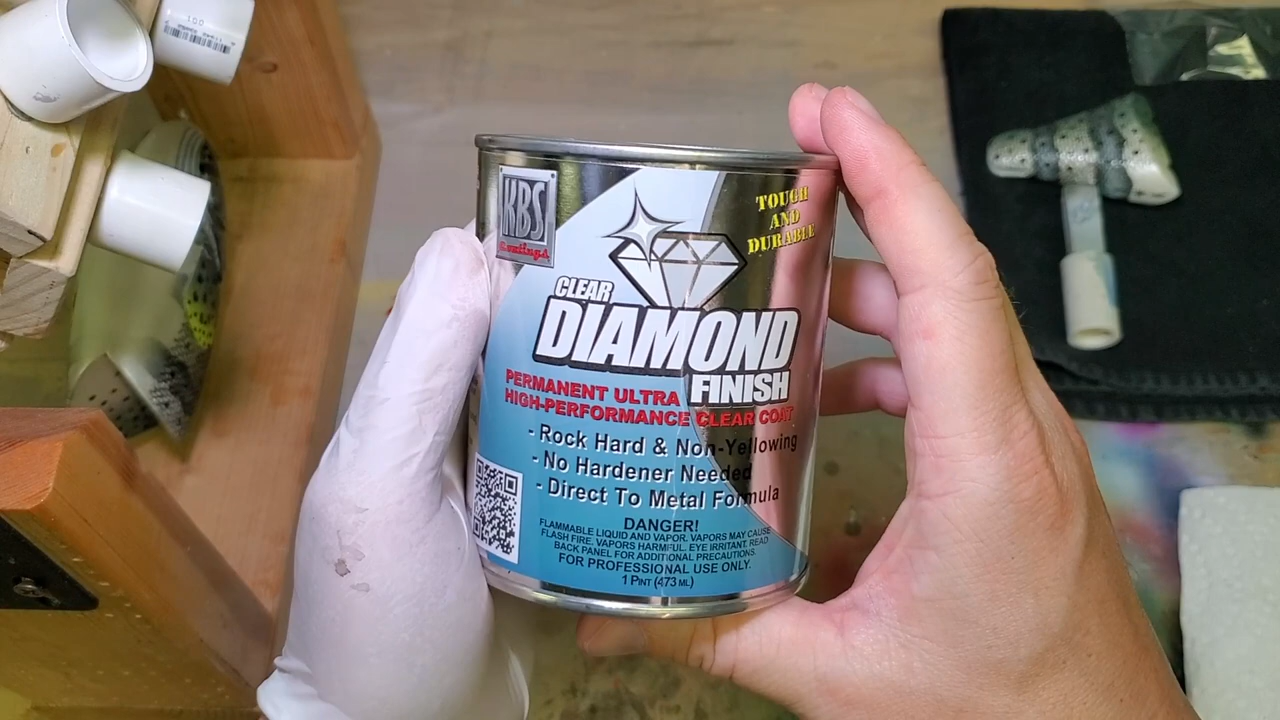 KBS
Coatings
TOUGH
AND
DURABLE
CLEAR
DIAMOND
FINISH
PERMANENT ULTRA
HIGH-PERFORMANCE CLEAR COAT
- Rock Hard & Non-Yellowing
- No Hardener Needed
- Direct To Metal Formula
DANGER!
FLAMMABLE LIQUID AND VAPOR. VAPORS MAY CAUSE
FLASH FIRE. VAPORS HARMFUL. EYE IRRITANT. READ
BACK PANEL FOR ADDITIONAL PRECAUTIONS.
FOR PROFESSIONAL USE ONLY.
1 PINT (473 ML)